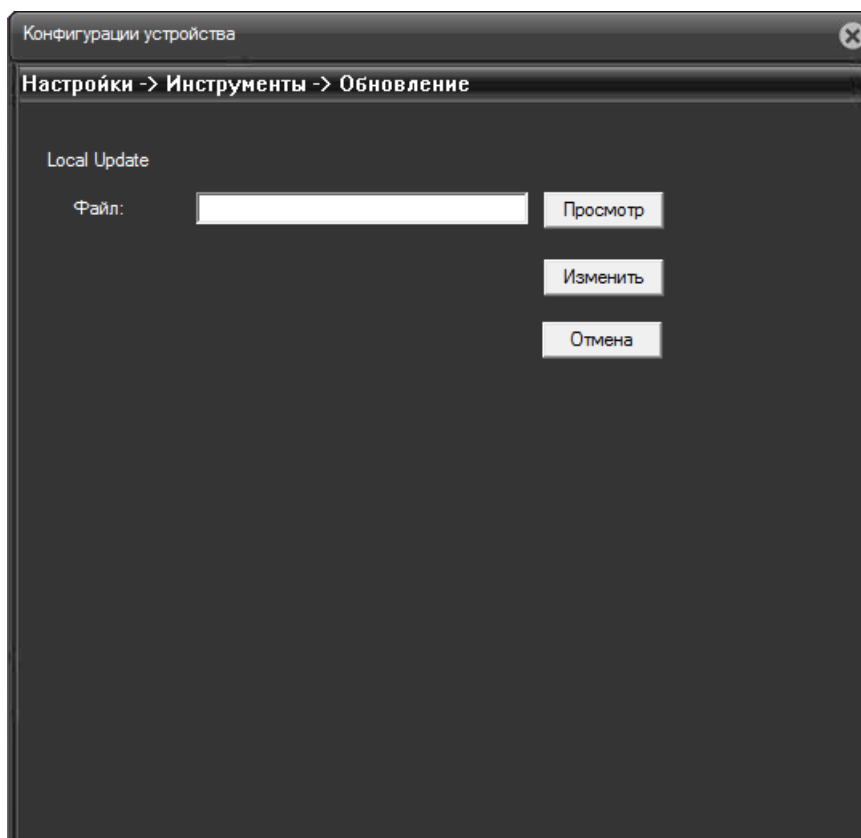 Конфигурации устройства
Настройки -> Инструменты -> Обновление
Local Update
Файл:
Просмотр
Изменить
Отмена